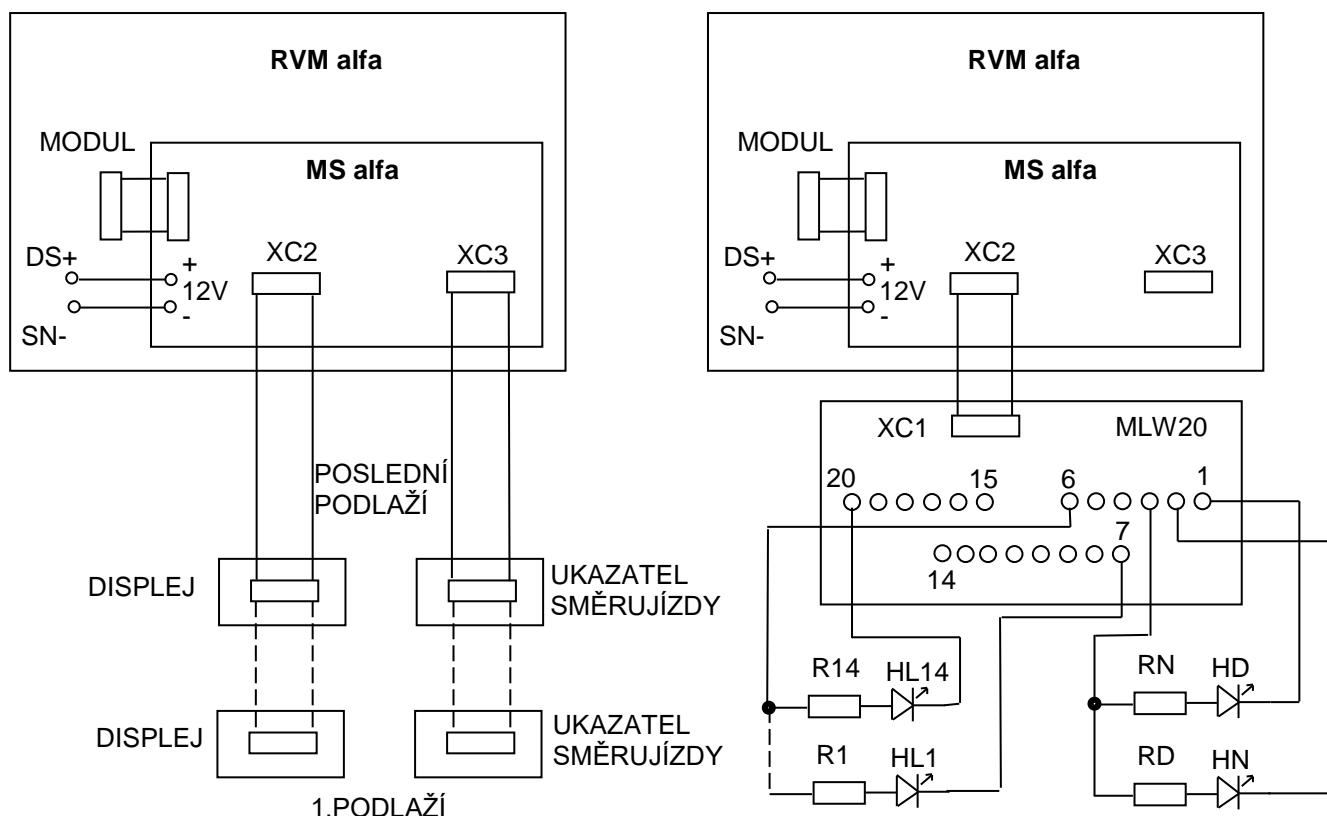 RVM alfa
MODUL
MS alfa
DS+
+
XC2
XC3
12V
SN-
-
POSLEDNÍ
PODLAŽÍ
DISPLEJ
UKAZATEL
SMĚRUJÍZDY
DISPLEJ
UKAZATEL
SMĚRUJÍZDY
1.PODLAŽÍ
RVM alfa
MODUL
MS alfa
DS+
+
XC2
XC3
12V
SN-
-
XC1
MLW20
20
15
6
1
14
7
R14
HL14
RN
HD
R1
HL1
RD
HN